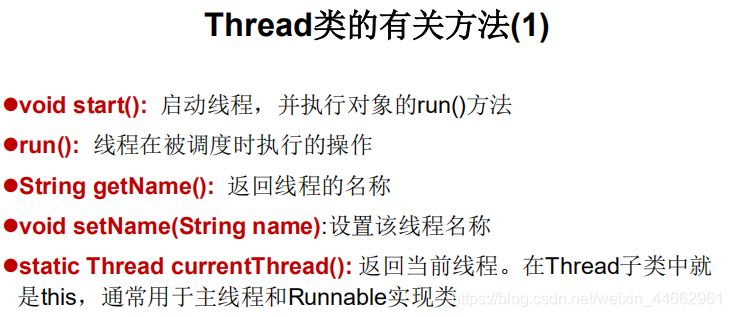 Thread类的有关方法(1)
●void start(): 启动线程，并执行对象的run()方法
●run(): 线程在被调度时执行的操作
●String getName(): 返回线程的名称
●void setName(String name):设置该线程名称
●static Thread currentThread(): 返回当前线程。在Thread子类中就
是this，通常用于主线程和Runnable实现类
https://blog.csdn.net/weixin_44662961